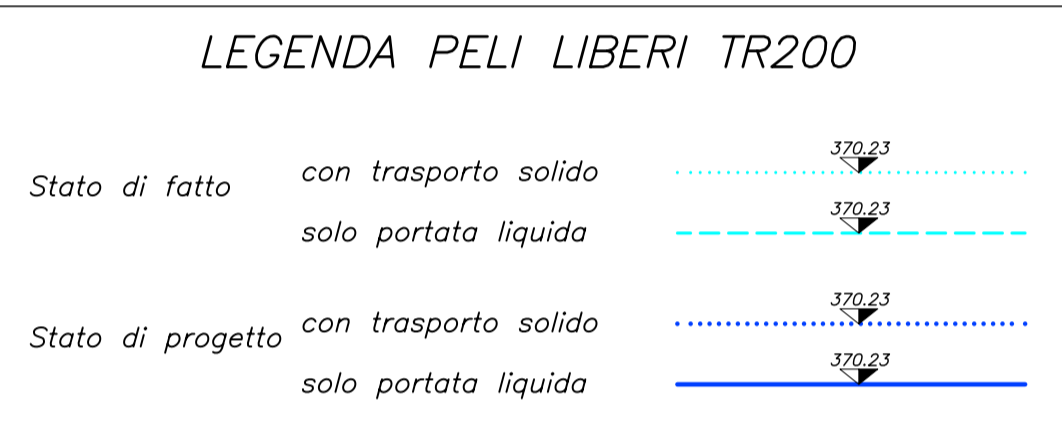 LEGENDA PELI LIBERI TR200
Stato di fatto
con trasporto solido
370.23
solo portata liquida
370.23
Stato di progetto
con trasporto solido
370.23
solo portata liquida
370.23